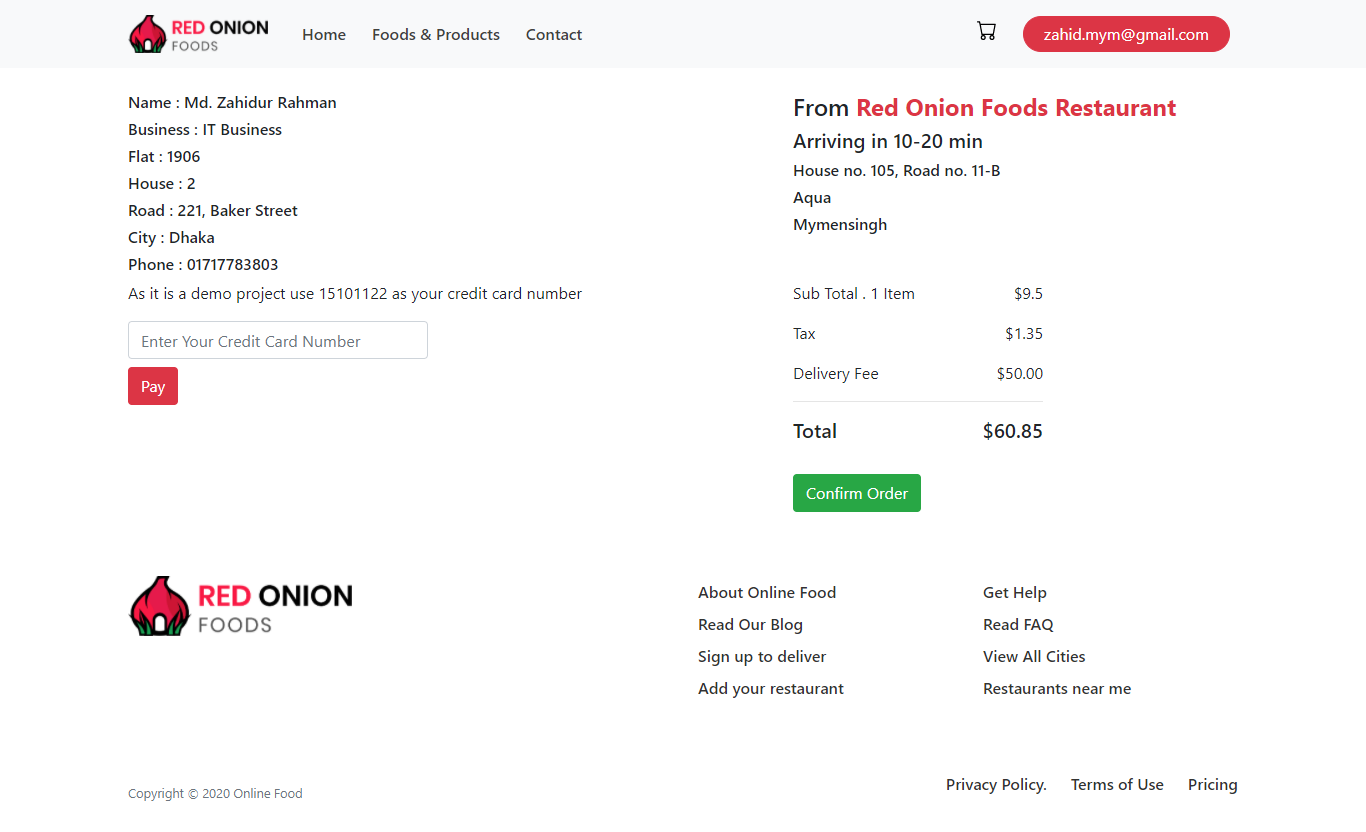 RED ONION
FOODS
Home
Foods & Products
Contact
zahid.mym@gmail.com
Name : Md. Zahidur Rahman
Business : IT Business
Flat : 1906
House : 2
Road : 221, Baker Street
City : Dhaka
Phone : 01717783803
As it is a demo project use 15101122 as your credit card number
Enter Your Credit Card Number
Pay
From Red Onion Foods Restaurant
Arriving in 10-20 min
House no. 105, Road no. 11-B
Aqua
Mymensingh
Sub Total . 1 Item $9.5
Tax $1.35
Delivery Fee $50.00
Total $60.85
Confirm Order
RED ONION
FOODS
About Online Food
Read Our Blog
Sign up to deliver
Add your restaurant
Get Help
Read FAQ
View All Cities
Restaurants near me
Copyright © 2020 Online Food
Privacy Policy.
Terms of Use
Pricing